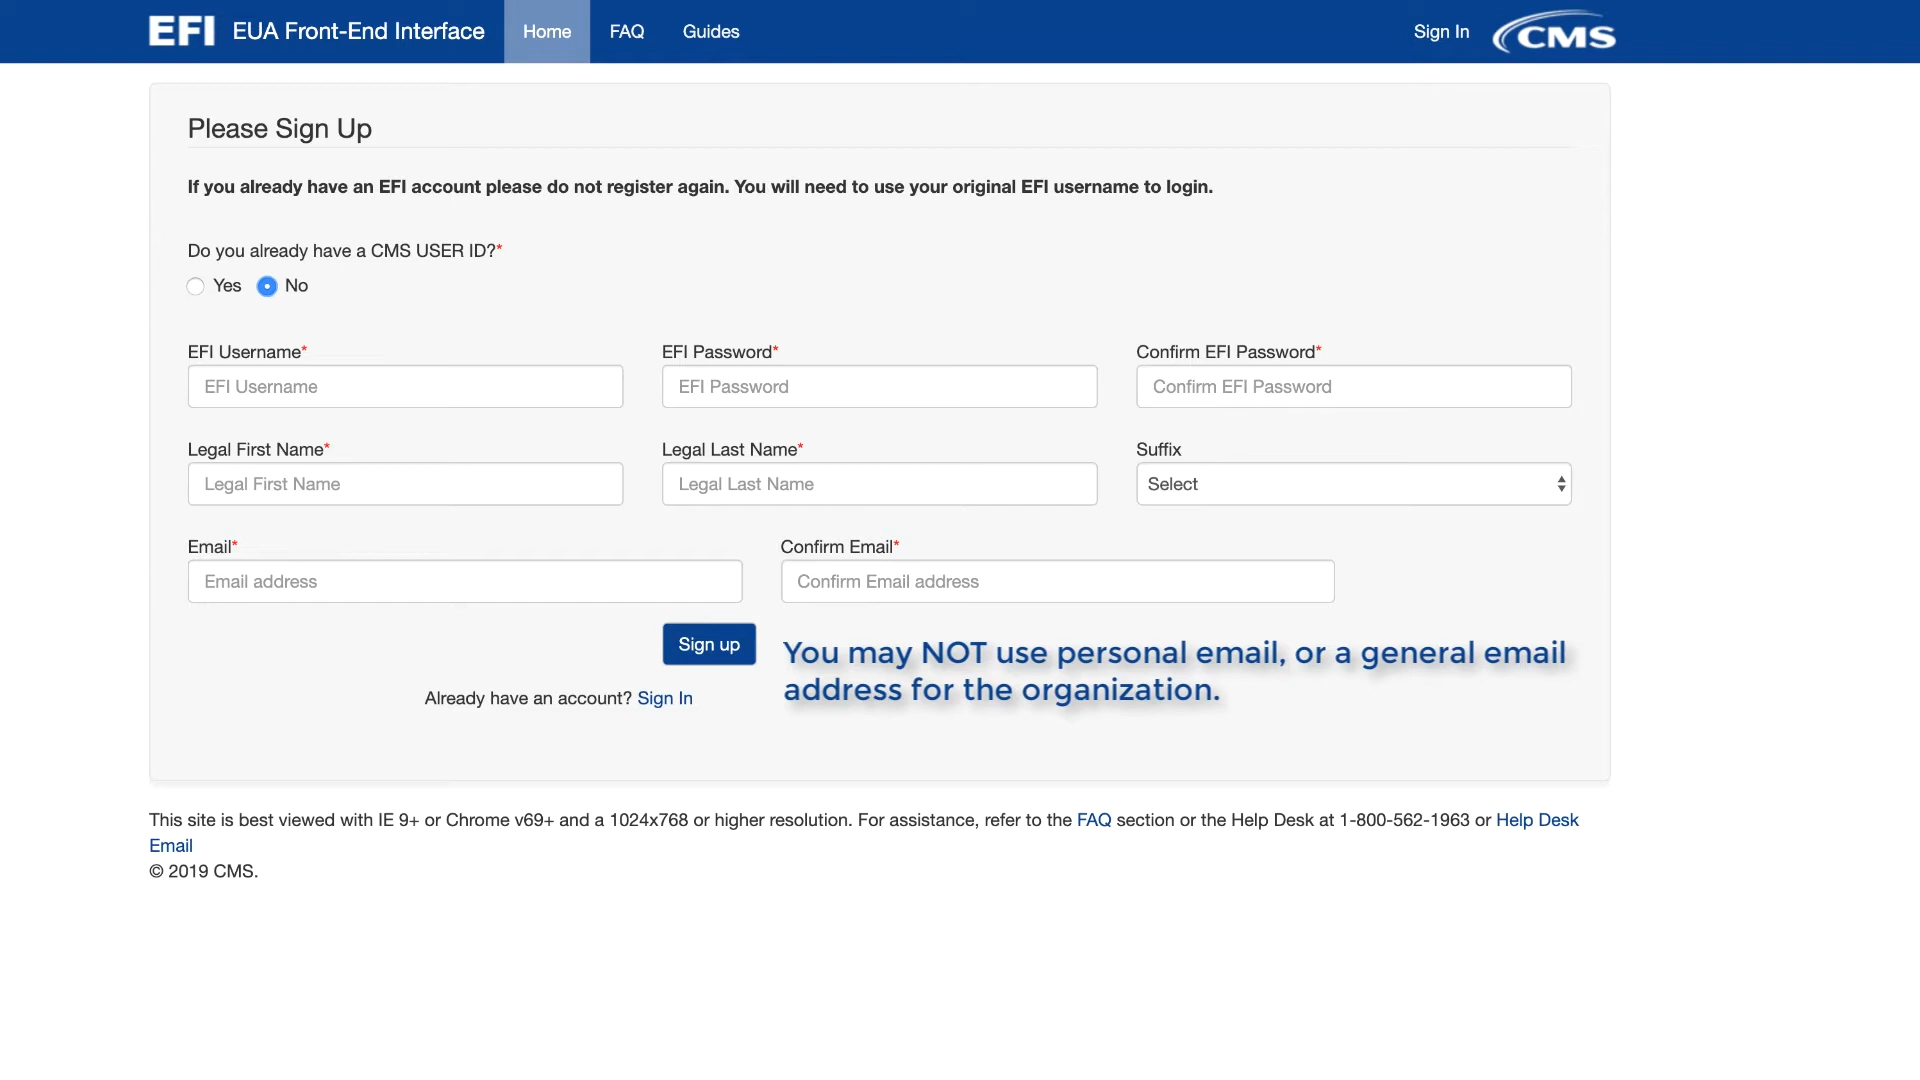 EFI EUA Front-End Interface Home FAQ Guides Sign In CMS
Please Sign Up
If you already have an EFI account please do not register again. You will need to use your original EFI username to login.
Do you already have a CMS USER ID?*
Yes No
EFI Username* EFI Password* Confirm EFI Password*
EFI Username EFI Password Confirm EFI Password
Legal First Name* Legal Last Name* Suffix
Legal First Name Legal Last Name Select
Email* Confirm Email*
Email address Confirm Email address
Sign up
You may NOT use personal email, or a general email
address for the organization.
Already have an account? Sign In
This site is best viewed with IE 9+ or Chrome v69+ and a 1024x768 or higher resolution. For assistance, refer to the FAQ section or the Help Desk at 1-800-562-1963 or Help Desk
Email
© 2019 CMS.